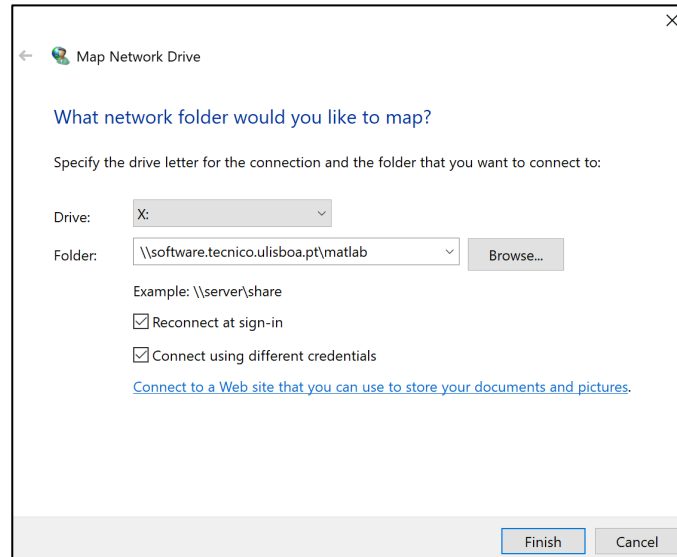 Map Network Drive
What network folder would you like to map?
Specify the drive letter for the connection and the folder that you want to connect to:
Drive: X:
Folder: \\software.tecnico.ulisboa.pt\matlab Browse...
Example: \\server\share
Reconnect at sign-in
Connect using different credentials
Connect to a Web site that you can use to store your documents and pictures.
Finish Cancel